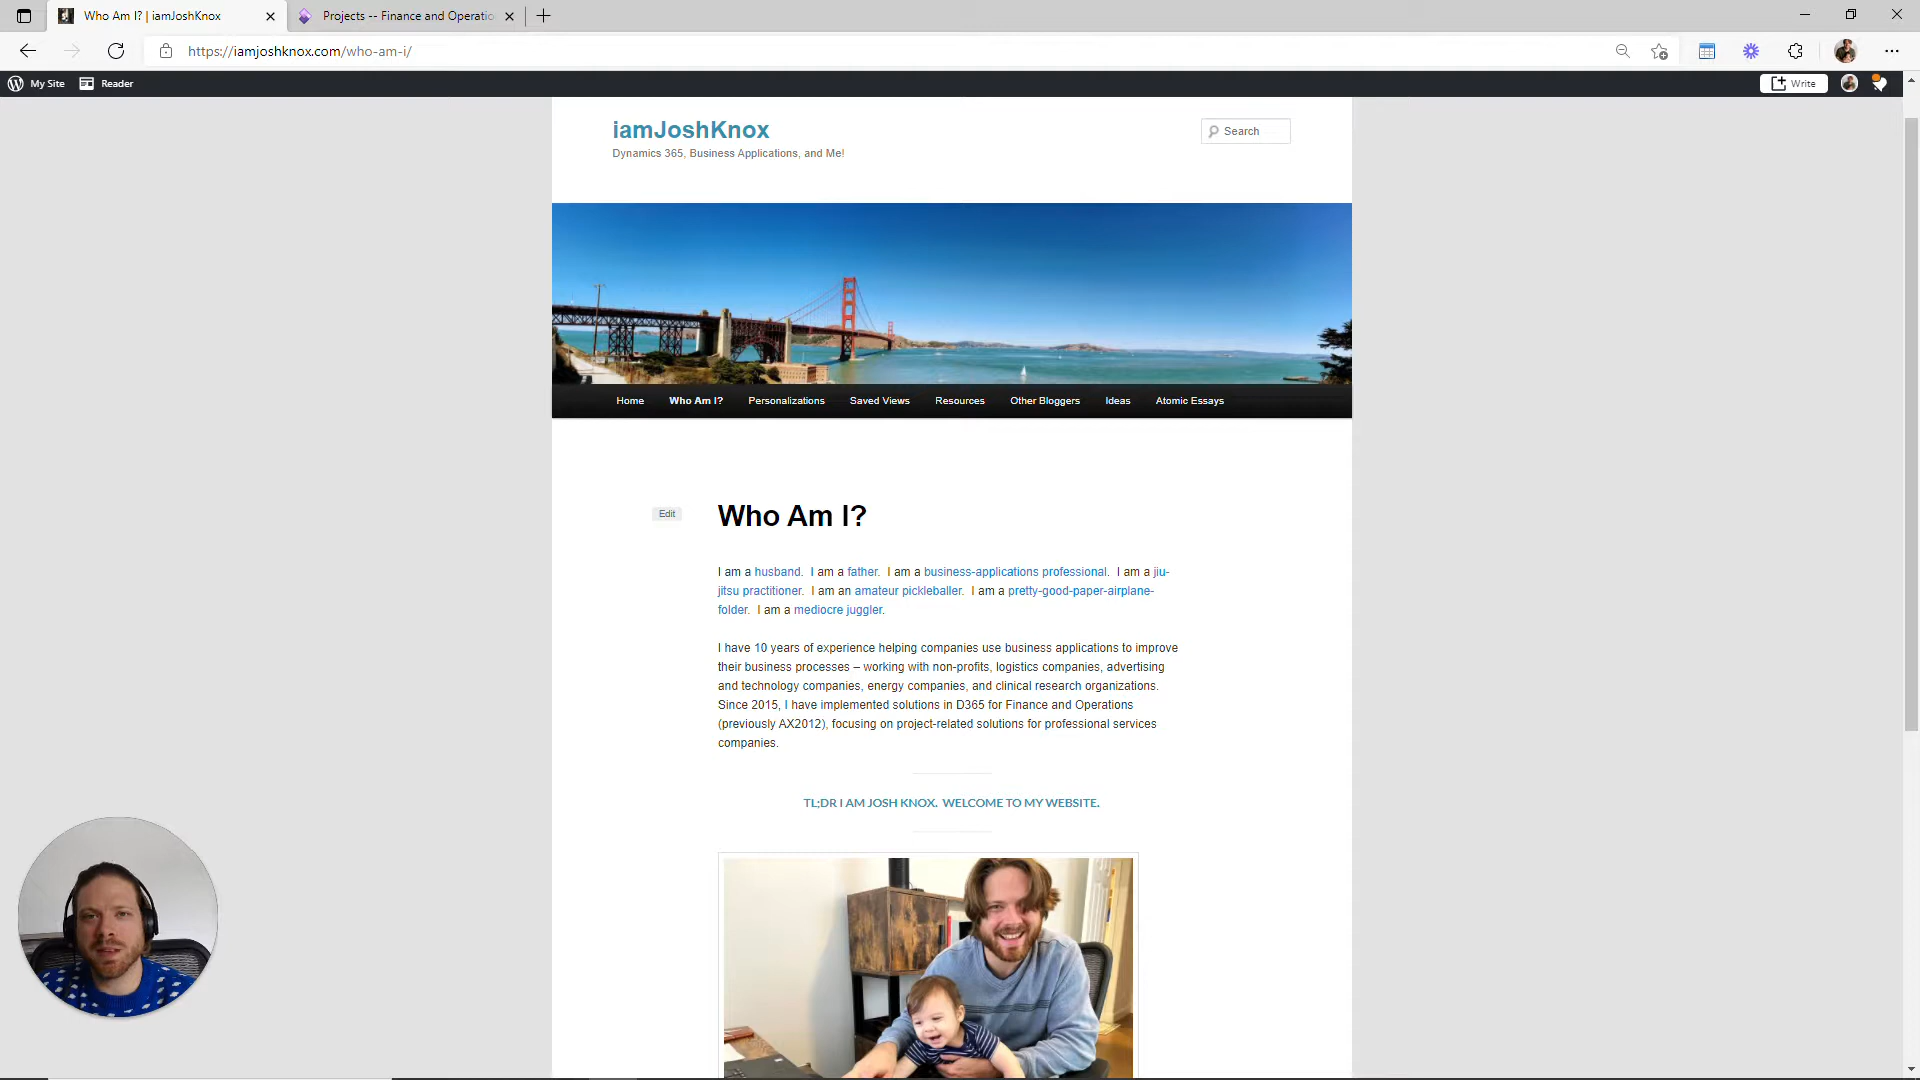 Who Am I? | iamJoshKnox
Projects -- Finance and Operatio
https://iamjoshknox.com/who-am-i/
My Site
Reader
Write
iamJoshKnox
Search
Dynamics 365, Business Applications, and Me!
Home
Who Am I?
Personalizations
Saved Views
Resources
Other Bloggers
Ideas
Atomic Essays
Edit
Who Am I?
I am a husband.  I am a father.  I am a business-applications professional.  I am a jiu-
jitsu practitioner.  I am an amateur pickleballer.  I am a pretty-good-paper-airplane-
folder.  I am a mediocre juggler.
I have 10 years of experience helping companies use business applications to improve
their business processes – working with non-profits, logistics companies, advertising
and technology companies, energy companies, and clinical research organizations.
Since 2015, I have implemented solutions in D365 for Finance and Operations
(previously AX2012), focusing on project-related solutions for professional services
companies.
TL;DR I AM JOSH KNOX.  WELCOME TO MY WEBSITE.